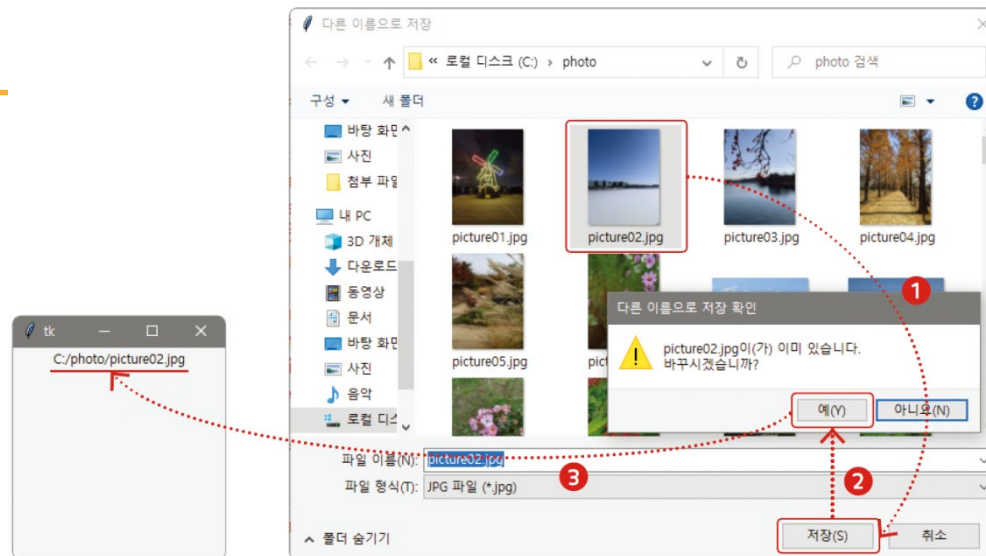 다른 이름으로 저장
« 로컬 디스크 (C:) › photo
photo 검색
구성
새 폴더
바탕 화면
사진
첨부 파일
내 PC
3D 개체
다운로드
동영상
문서
바탕 화면
사진
음악
로컬 디스
picture01.jpg
picture02.jpg
picture03.jpg
picture04.jpg
picture05.jpg
다른 이름으로 저장 확인
picture02.jpg이(가) 이미 있습니다.
바꾸시겠습니까?
예(Y)
아니요(N)
1
tk
C:/photo/picture02.jpg
파일 이름(N):
picture02.jpg
3
2
파일 형식(T):
JPG 파일 (*.jpg)
폴더 숨기기
저장(S)
취소